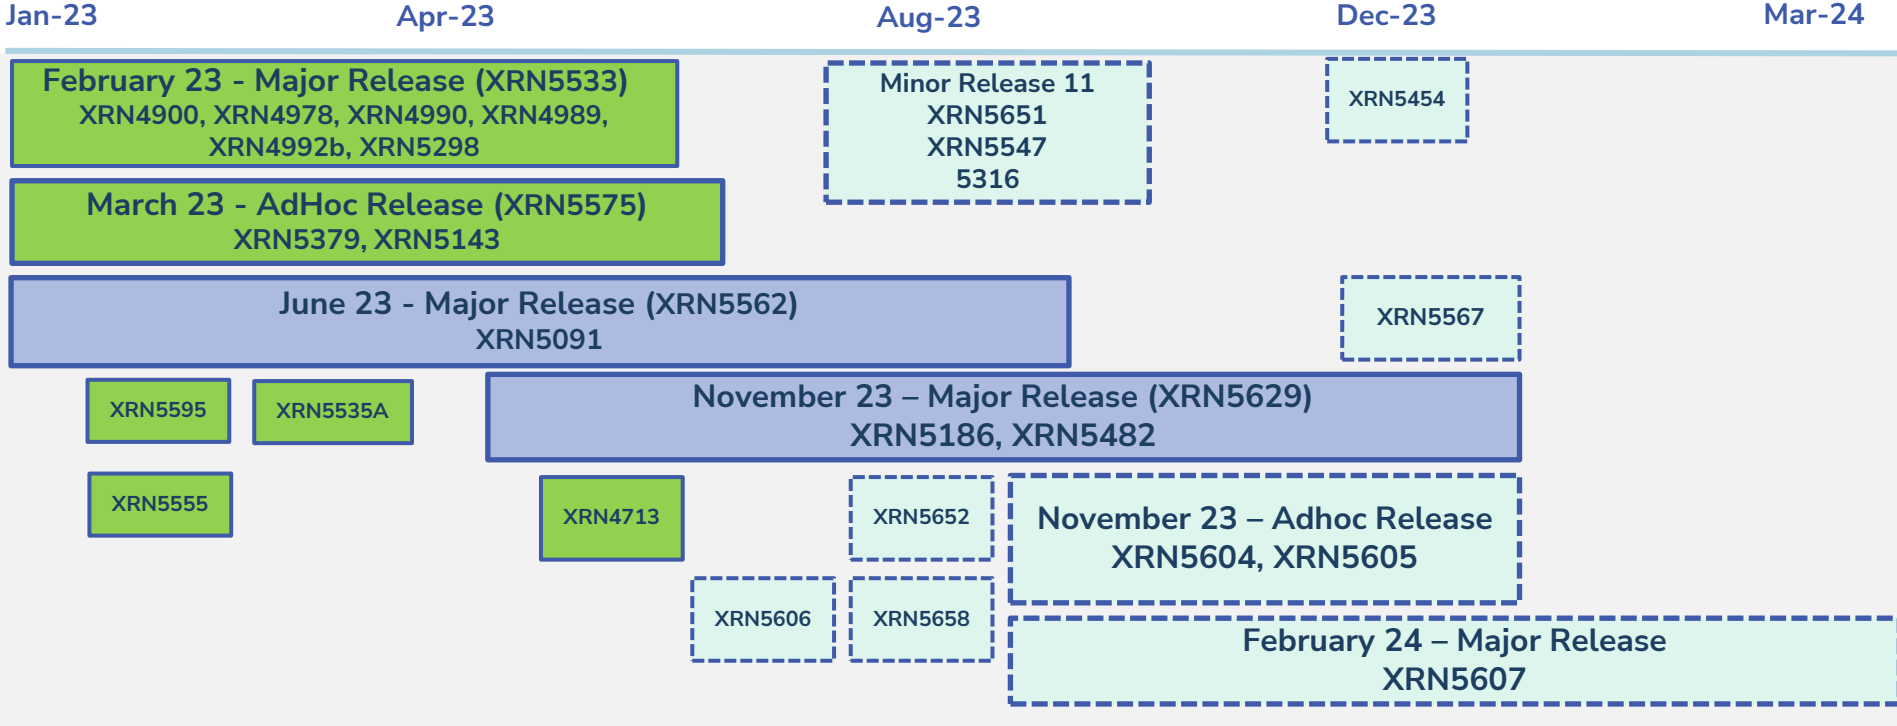 Jan-23
Apr-23
Aug-23
Dec-23
Mar-24
February 23 - Major Release (XRN5533)
XRN4900, XRN4978, XRN4990, XRN4989,
XRN4992b, XRN5298
Minor Release 11
XRN5651
XRN5547
5316
XRN5454
March 23 - AdHoc Release (XRN5575)
XRN5379, XRN5143
June 23 - Major Release (XRN5562)
XRN5091
XRN5567
XRN5595
XRN5535A
November 23 – Major Release (XRN5629)
XRN5186, XRN5482
XRN5555
XRN4713
XRN5652
November 23 – Adhoc Release
XRN5604, XRN5605
XRN5606
XRN5658
February 24 – Major Release
XRN5607